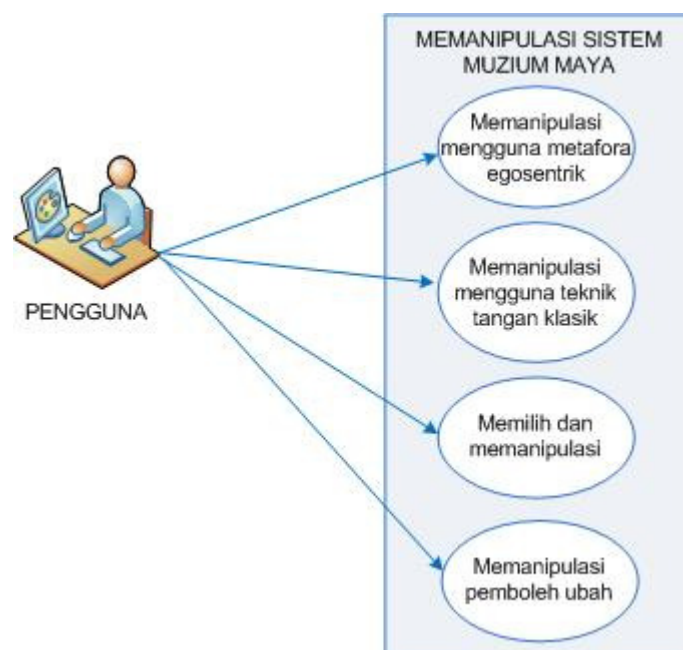 MEMANIPULASI SISTEM
MUZIUM MAYA
Memanipulasi
mengguna metafora
egosentrik
PENGGUNA
Memanipulasi
mengguna teknik
tangan klasik
Memilih dan
memanipulasi
Memanipulasi
pemboleh ubah